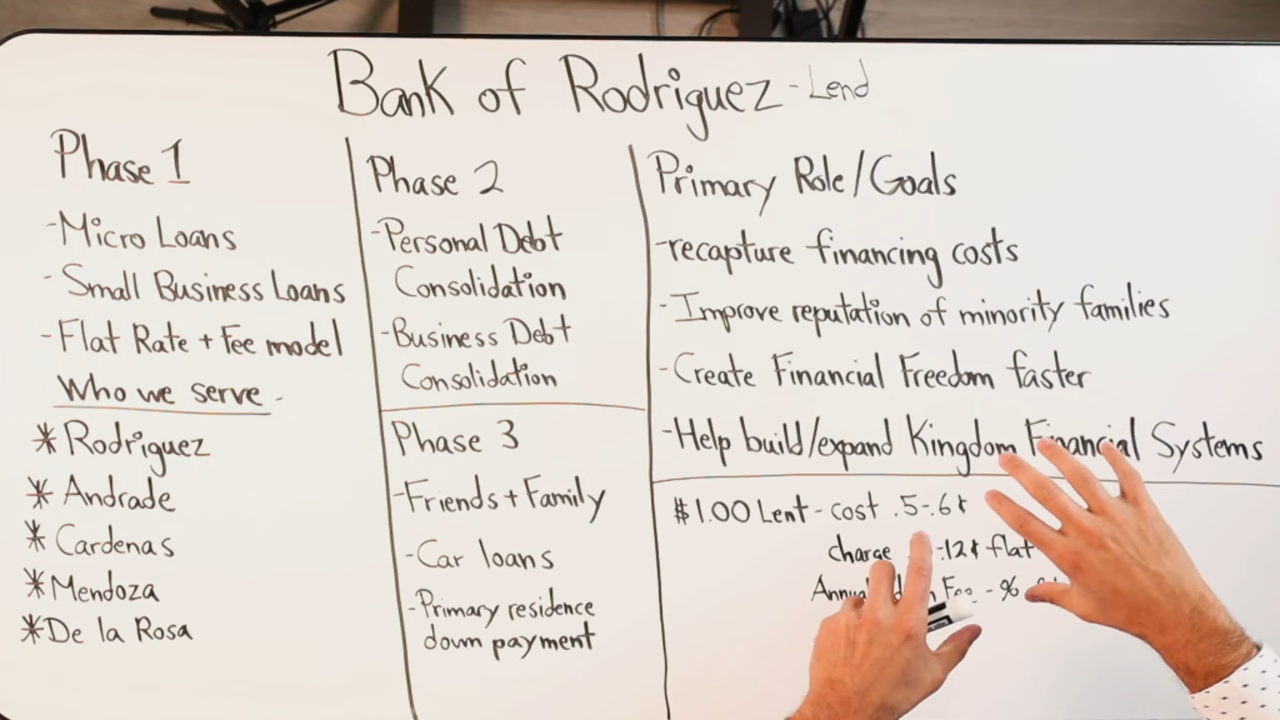 Bank of Rodriguez - Lend
Phase 1
- Micro Loans
- Small Business Loans
- Flat Rate + Fee model
Who we serve -
* Rodriguez
* Andrade
* Cardenas
* Mendoza
* De la Rosa
Phase 2
- Personal Debt
Consolidation
- Business Debt
Consolidation
Phase 3
- Friends + Family
- Car loans
- Primary residence
down payment
Primary Role/Goals
- recapture financing costs
- Improve reputation of minority families
- Create Financial Freedom faster
- Help build/expand Kingdom Financial Systems
$1.00 Lent - cost .5-.6¢
charge -.12¢ flat
Fee - %